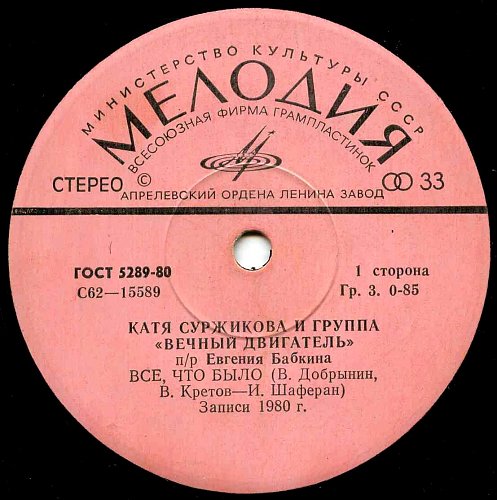 МИНИСТЕРСТВО КУЛЬТУРЫ СССР
МЕЛОДИЯ
ВСЕСОЮЗНАЯ ФИРМА ГРАМПЛАСТИНОК
СТЕРЕО © 33
АПРЕЛЕВСКИЙ ОРДЕНА ЛЕНИНА ЗАВОД
ГОСТ 5289-80 1 сторона
С62—15589 Гр. 3. 0-85
КАТЯ СУРЖИКОВА И ГРУППА
«ВЕЧНЫЙ ДВИГАТЕЛЬ»
п/р Евгения Бабкина
ВСЕ, ЧТО БЫЛО (В. Добрынин,
В. Кретов—И. Шаферан)
Записи 1980 г.